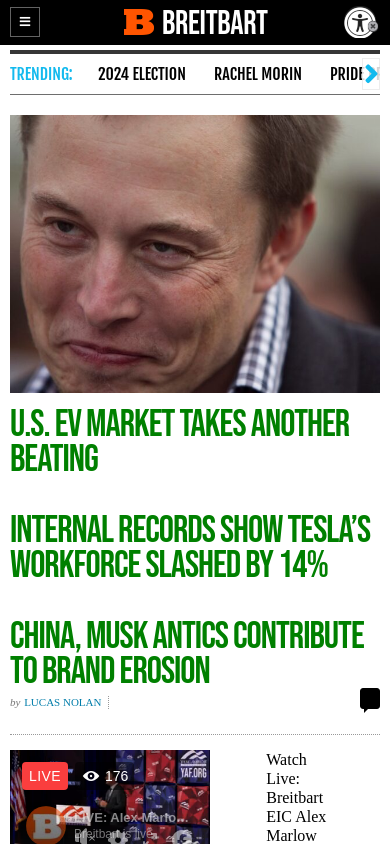 BREITBART
TRENDING: 2024 ELECTION RACHEL MORIN PRIDE
U.S. EV MARKET TAKES ANOTHER
BEATING
INTERNAL RECORDS SHOW TESLA'S
WORKFORCE SLASHED BY 14%
CHINA, MUSK ANTICS CONTRIBUTE
TO BRAND EROSION
by LUCAS NOLAN
LIVE 176
YAF.ORG
LIVE: Alex Marlo...
Breitbart is live
Watch
Live:
Breitbart
EIC Alex
Marlow